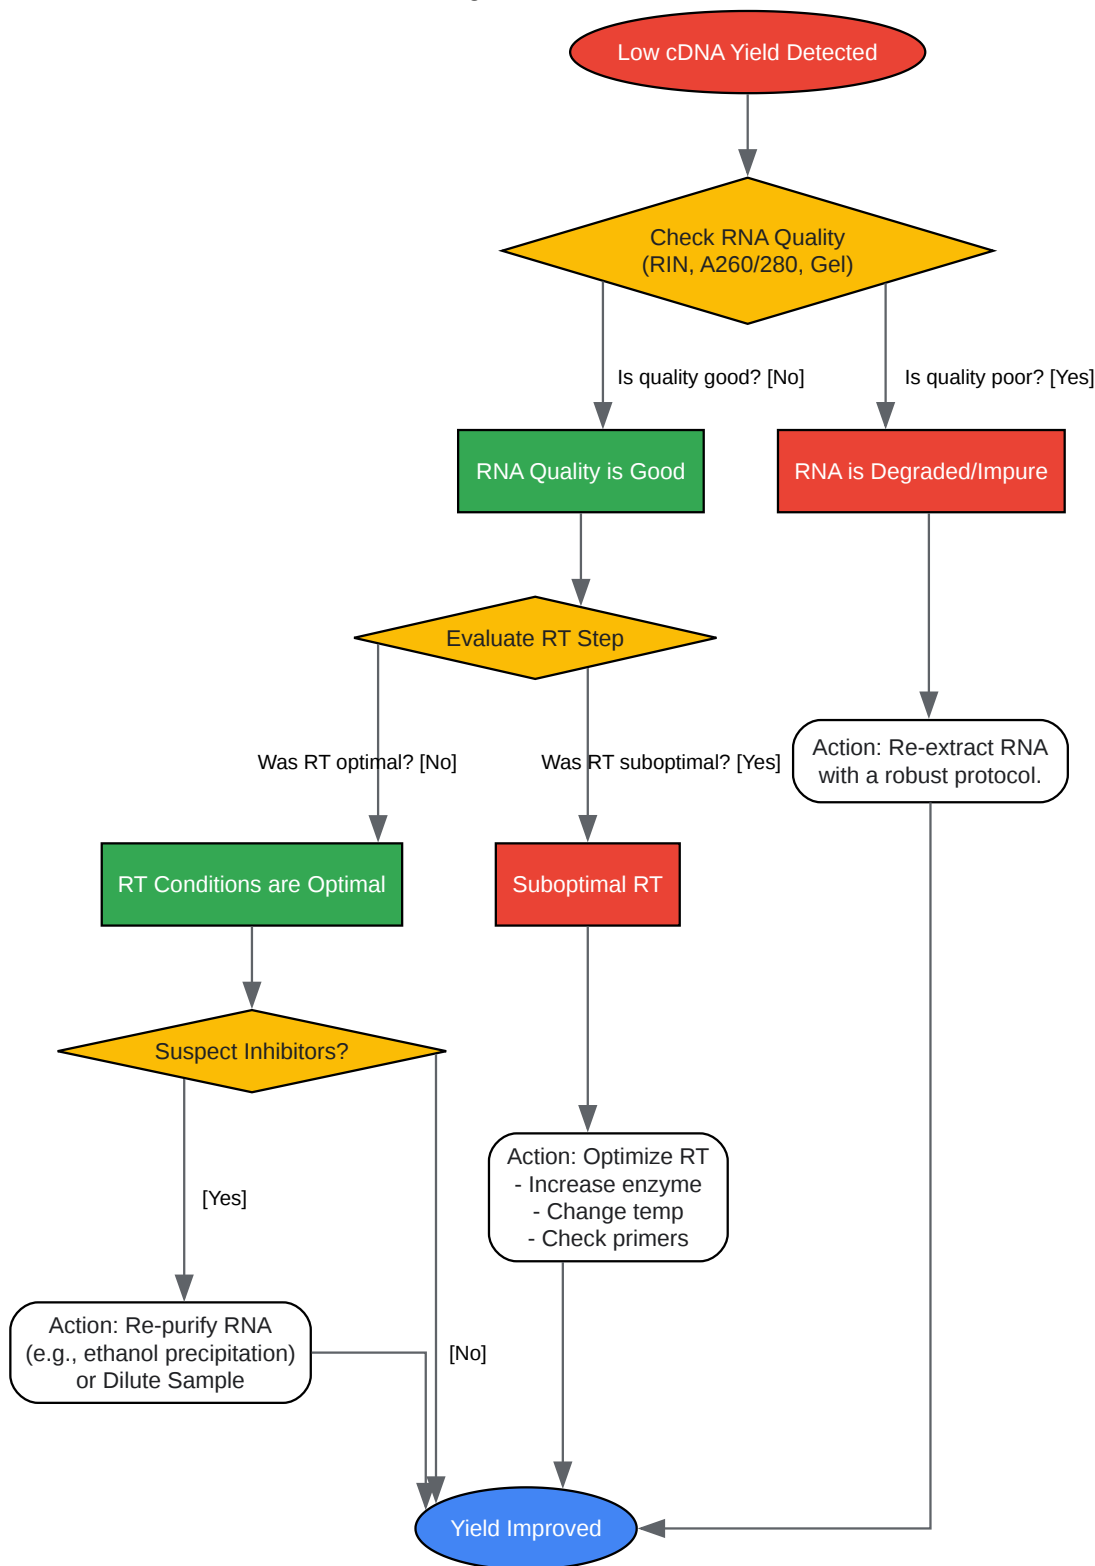 Low cDNA Yield Detected
Check RNA Quality
(RIN, A260/280, Gel)
Is quality good? [No]
Is quality poor? [Yes]
RNA Quality is Good
RNA is Degraded/Impure
Evaluate RT Step
Was RT optimal? [No]
Was RT suboptimal? [Yes]
Action: Re-extract RNA
with a robust protocol.
RT Conditions are Optimal
Suboptimal RT
Suspect Inhibitors?
Action: Optimize RT
- Increase enzyme
- Change temp
- Check primers
[Yes]
Action: Re-purify RNA
(e.g., ethanol precipitation)
or Dilute Sample
[No]
Yield Improved